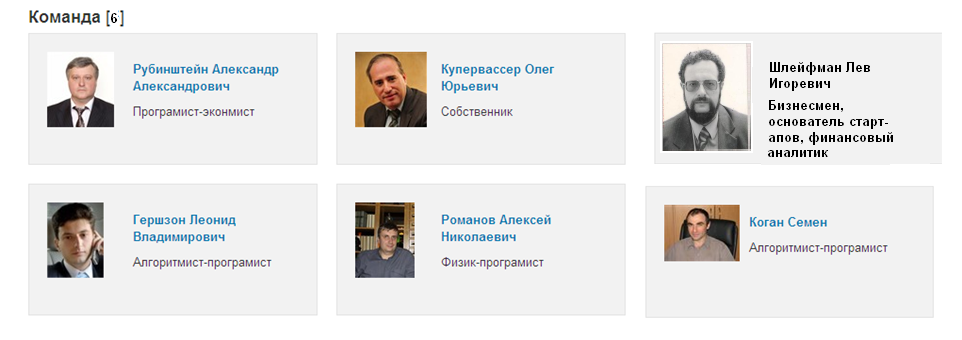 Команда [6]
Рубинштейн Александр
Александрович
Програмист-экономист
Купервассер Олег
Юрьевич
Собственник
Шлейфман Лев
Игоревич
Бизнесмен,
основатель старт-
апов, финансовый
аналитик
Гершзон Леонид
Владимирович
Алгоритмист-програмист
Романов Алексей
Николаевич
Физик-програмист
Коган Семен
Алгоритмист-програмист